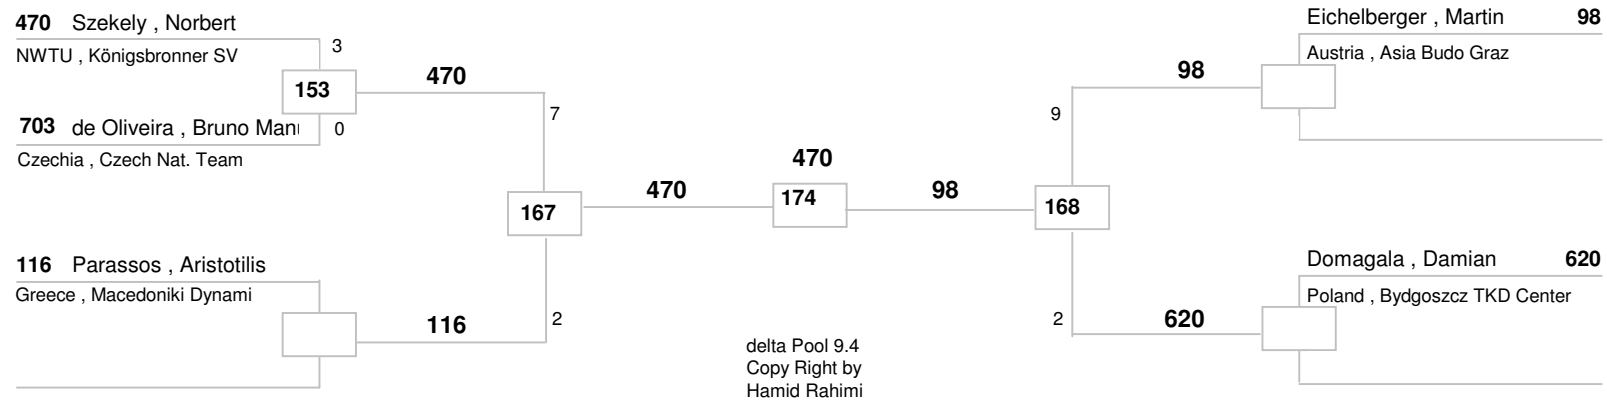 470 Szekely , Norbert
NWTU , Königsbronner SV
3
153
470
703 de Oliveira , Bruno Man
0
Czechia , Czech Nat. Team
7
167
470
116 Parassos , Aristotilis
Greece , Macedoniki Dynami
116
2
470
174
98
delta Pool 9.4
Copy Right by
Hamid Rahimi
Eichelberger , Martin 98
Austria , Asia Budo Graz
98
9
168
Domagala , Damian 620
Poland , Bydgoszcz TKD Center
2
620